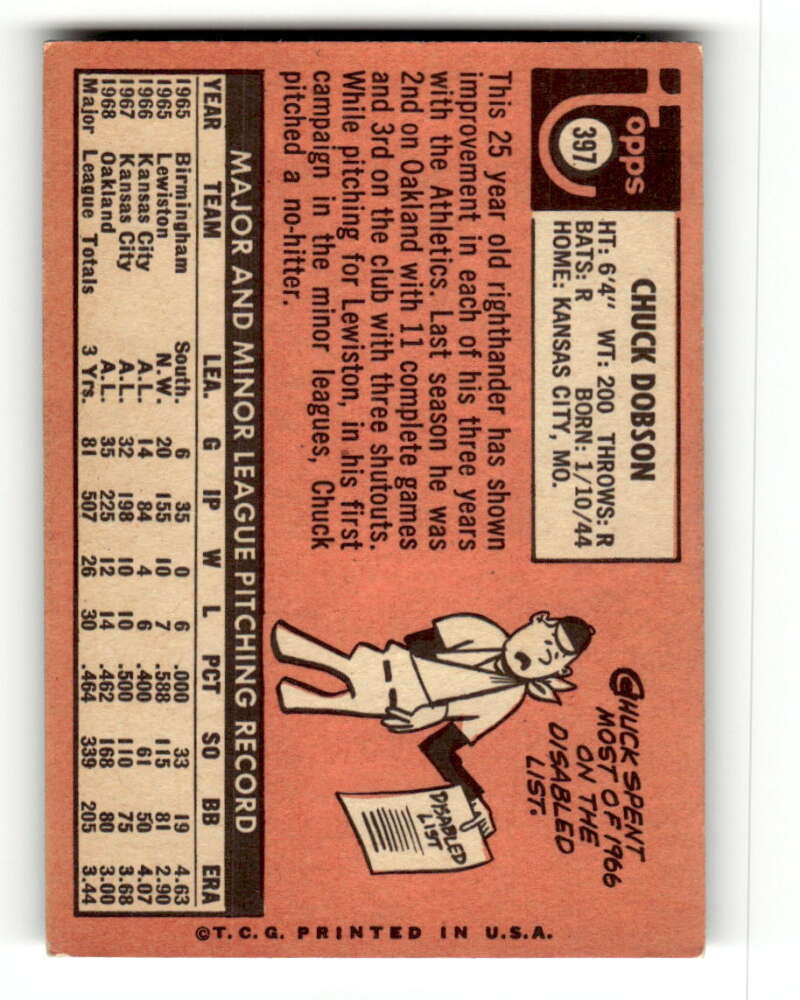 Topps
397
CHUCK DOBSON
HT: 6'4" WT: 200 THROWS: R
BATS: R BORN: 1/10/44
HOME: KANSAS CITY, MO.
This 25 year old righthander has shown
improvement in each of his three years
with the Athletics. Last season he was
2nd on Oakland with 11 complete games
and 3rd on the club with three shutouts.
While pitching for Lewiston, in his first
campaign in the minor leagues, Chuck
pitched a no-hitter.
CHUCK SPENT
MOST OF 1966
ON THE
DISABLED
LIST.
DISABLED
LIST
MAJOR AND MINOR LEAGUE PITCHING RECORD
YEAR TEAM LEA. G IP W L PCT SO BB ERA
1965 Birmingham South. 6 35 0 6 .000 33 19 4.63
1965 Lewiston N.W. 20 155 10 7 .588 115 81 2.90
1966 Kansas City A.L. 14 84 4 6 .400 61 50 4.07
1967 Kansas City A.L. 32 198 10 10 .500 110 75 3.68
1968 Oakland A.L. 35 225 12 14 .462 168 80 3.00
Major League Totals 3 Yrs. 81 507 26 30 .464 339 205 3.44
©T.C.G. PRINTED IN U.S.A.